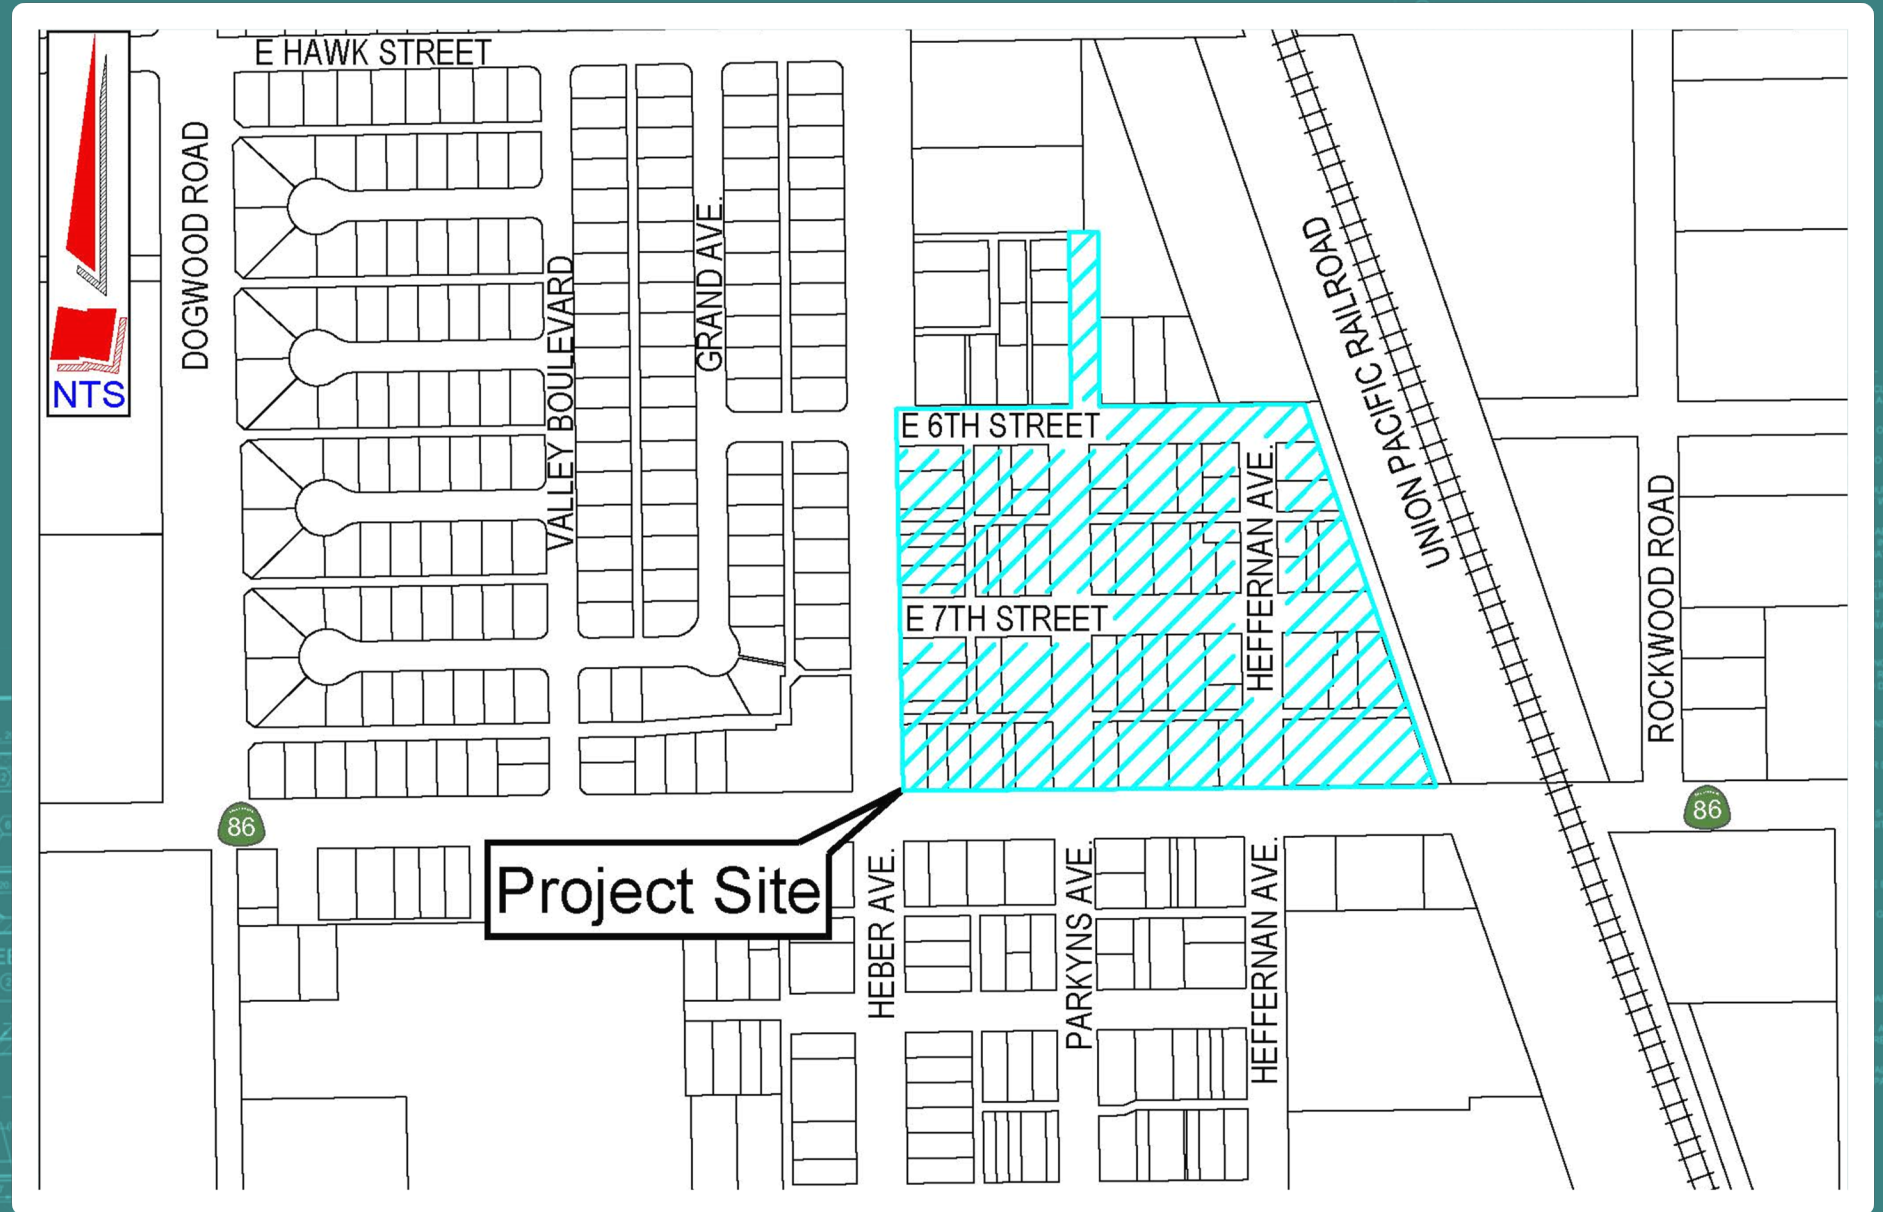 E HAWK STREET
DOGWOOD ROAD
VALLEY BOULEVARD
GRAND AVE.
UNION PACIFIC RAILROAD
NTS
E 6TH STREET
HEFFERNAN AVE.
E 7TH STREET
ROCKWOOD ROAD
86
86
Project Site
HEBER AVE.
PARKYNS AVE.
HEFFERNAN AVE.